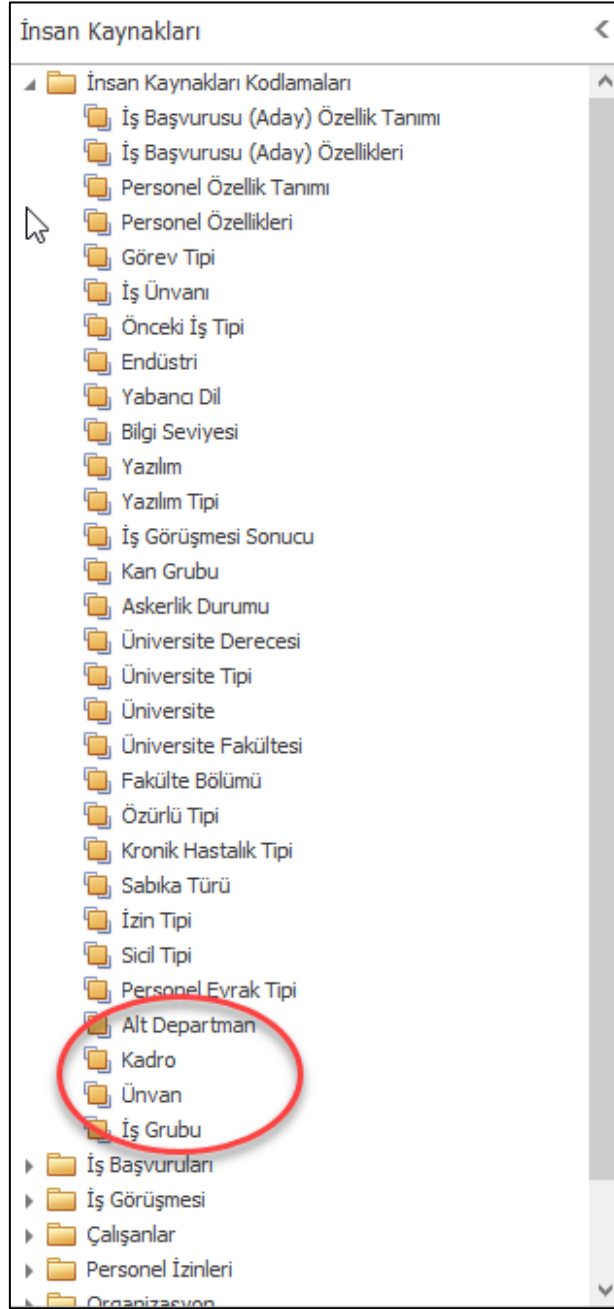 İnsan Kaynakları
İnsan Kaynakları Kodlamaları
İş Başvurusu (Aday) Özellik Tanımı
İş Başvurusu (Aday) Özellikleri
Personel Özellik Tanımı
Personel Özellikleri
Görev Tipi
İş Ünvanı
Önceki İş Tipi
Endüstri
Yabancı Dil
Bilgi Seviyesi
Yazılım
Yazılım Tipi
İş Görüşmesi Sonucu
Kan Grubu
Askerlik Durumu
Üniversite Derecesi
Üniversite Tipi
Üniversite
Üniversite Fakültesi
Fakülte Bölümü
Özürlü Tipi
Kronik Hastalık Tipi
Sabıka Türü
İzin Tipi
Sicil Tipi
Personel Evrak Tipi
Alt Departman
Kadro
Ünvan
İş Grubu
İş Başvuruları
İş Görüşmesi
Çalışanlar
Personel İzinleri
Organizasyon